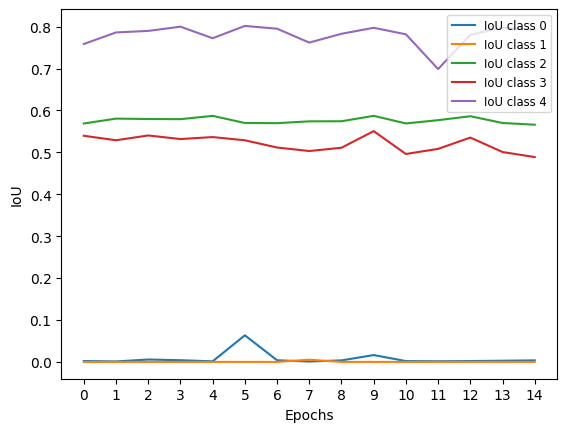 IoU class 0
IoU class 1
IoU class 2
IoU class 3
IoU class 4
0.8
0.7
0.6
0.5
0.4
0.3
0.2
0.1
0.0
IoU
0 1 2 3 4 5 6 7 8 9 10 11 12 13 14
Epochs